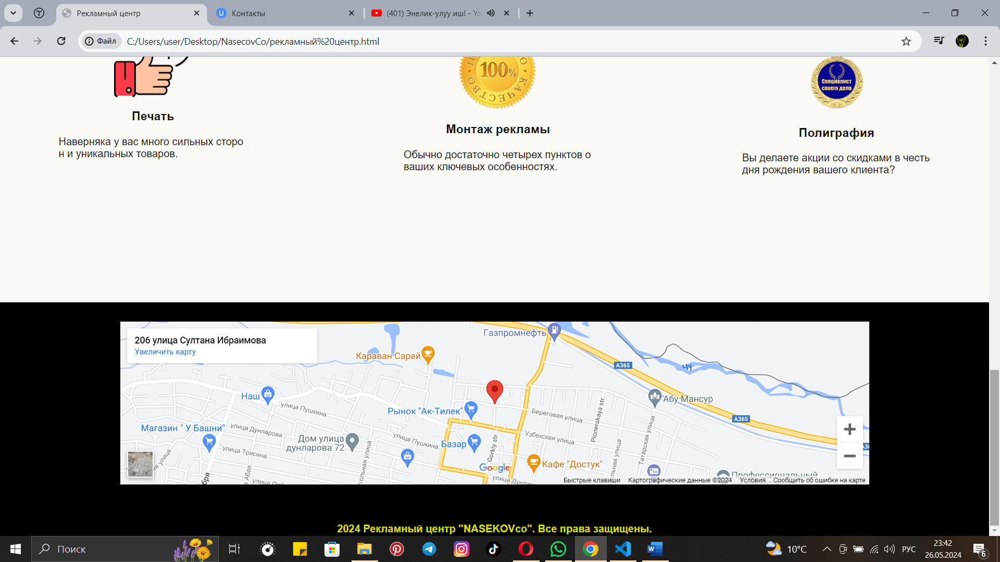 Рекламный центр
Контакты
(401) Энелик-улуу иш! - Yo
Файл
C:/Users/user/Desktop/NasecovCo/рекламный%20центр.html
100%
КАЧЕСТВО
Специалист
своего дела
Печать
Наверняка у вас много сильных сторо
н и уникальных товаров.
Монтаж рекламы
Обычно достаточно четырех пунктов о
ваших ключевых особенностях.
Полиграфия
Вы делаете акции со скидками в честь
дня рождения вашего клиента?
206 улица Султана Ибраимова
Увеличить карту
Газпромнефть
Караван Сарай
A365
Чу
Наш
Абу Мансур
улица Пушкина
Рынок "Ак-Тилек"
Береговая улица
Pionerskaya str.
A365
Магазин " У Башни"
улица Дунларова
Дом улица
дунларова 72
улица Пушкина
Базар
Узбекская улица
Gorkiy str
Татарская улица
улица Трясина
Кафе "Достук"
Google
улица Дунла
Профессиональный
Быстрые клавиши
Картографические данные ©2024
Условия
Сообщить об ошибке на карте
2024 Рекламный центр "NASEKOVco". Все права защищены.
Поиск
10°C
РУС
23:42
26.05.2024
6